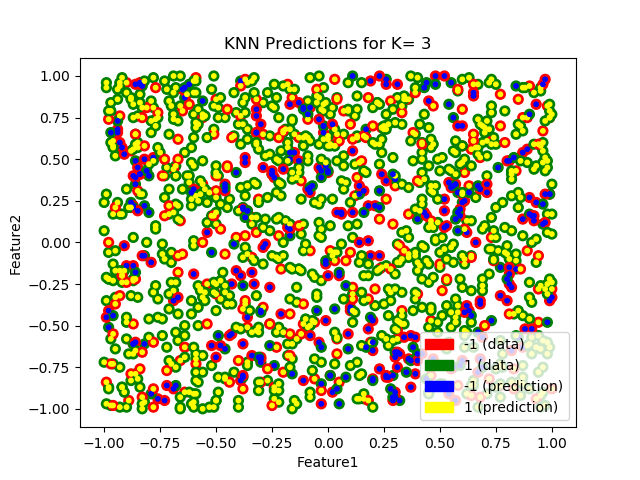 KNN Predictions for K= 3
1.00
0.75
0.50
0.25
0.00
−0.25
−0.50
−0.75
−1.00
Feature2
−1.00 −0.75 −0.50 −0.25 0.00 0.25 0.50 0.75 1.00
Feature1
-1 (data)
1 (data)
-1 (prediction)
1 (prediction)